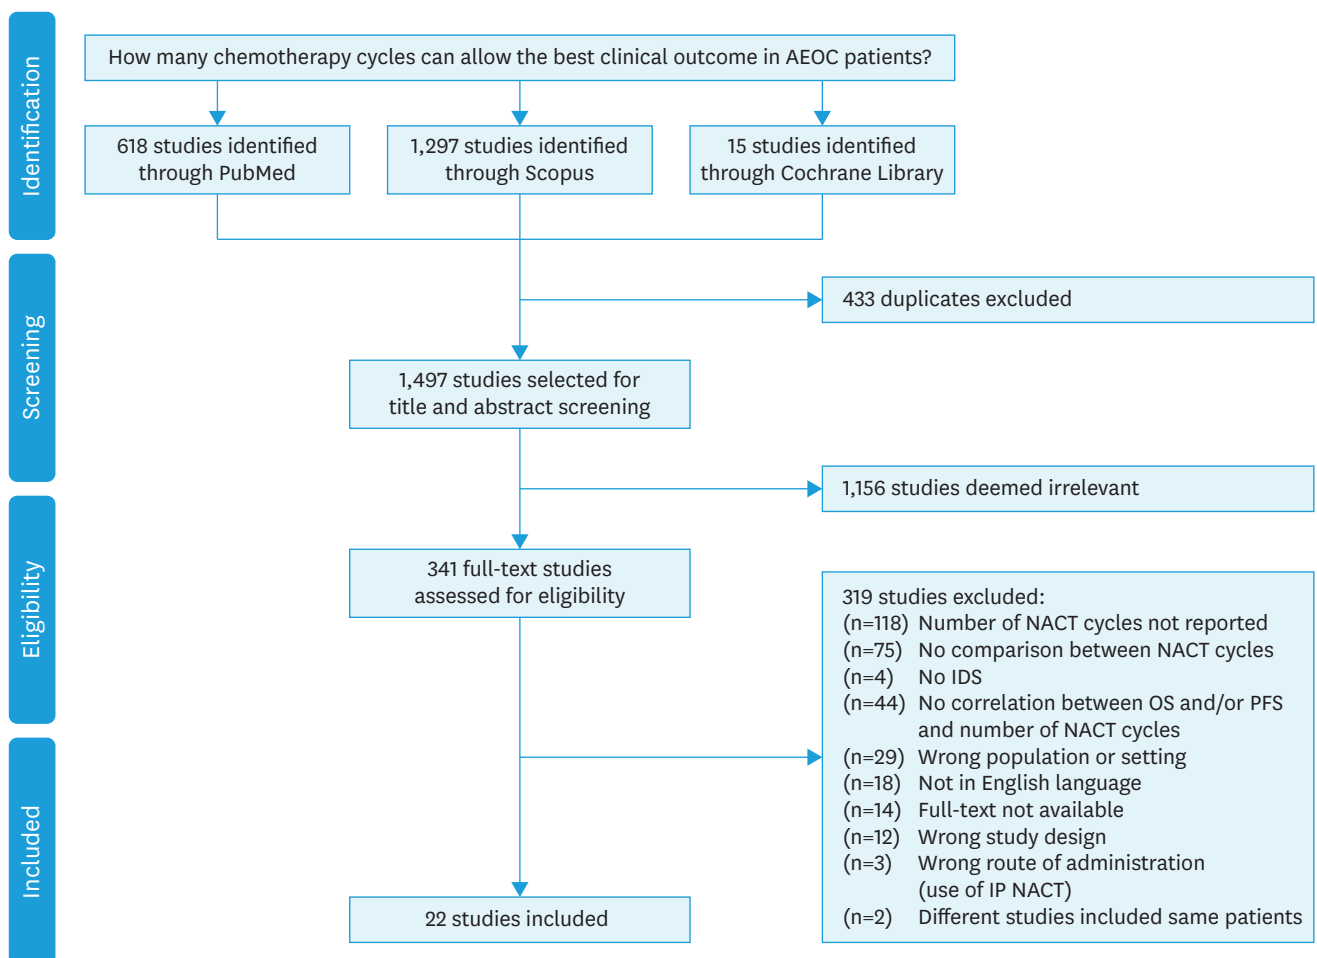 Identification
How many chemotherapy cycles can allow the best clinical outcome in AEOC patients?
618 studies identified
through PubMed
1,297 studies identified
through Scopus
15 studies identified
through Cochrane Library
Screening
433 duplicates excluded
1,497 studies selected for
title and abstract screening
1,156 studies deemed irrelevant
Eligibility
341 full-text studies
assessed for eligibility
319 studies excluded:
(n=118) Number of NACT cycles not reported
(n=75) No comparison between NACT cycles
(n=4) No IDS
(n=44) No correlation between OS and/or PFS
and number of NACT cycles
(n=29) Wrong population or setting
(n=18) Not in English language
(n=14) Full-text not available
(n=12) Wrong study design
(n=3) Wrong route of administration
(use of IP NACT)
(n=2) Different studies included same patients
Included
22 studies included